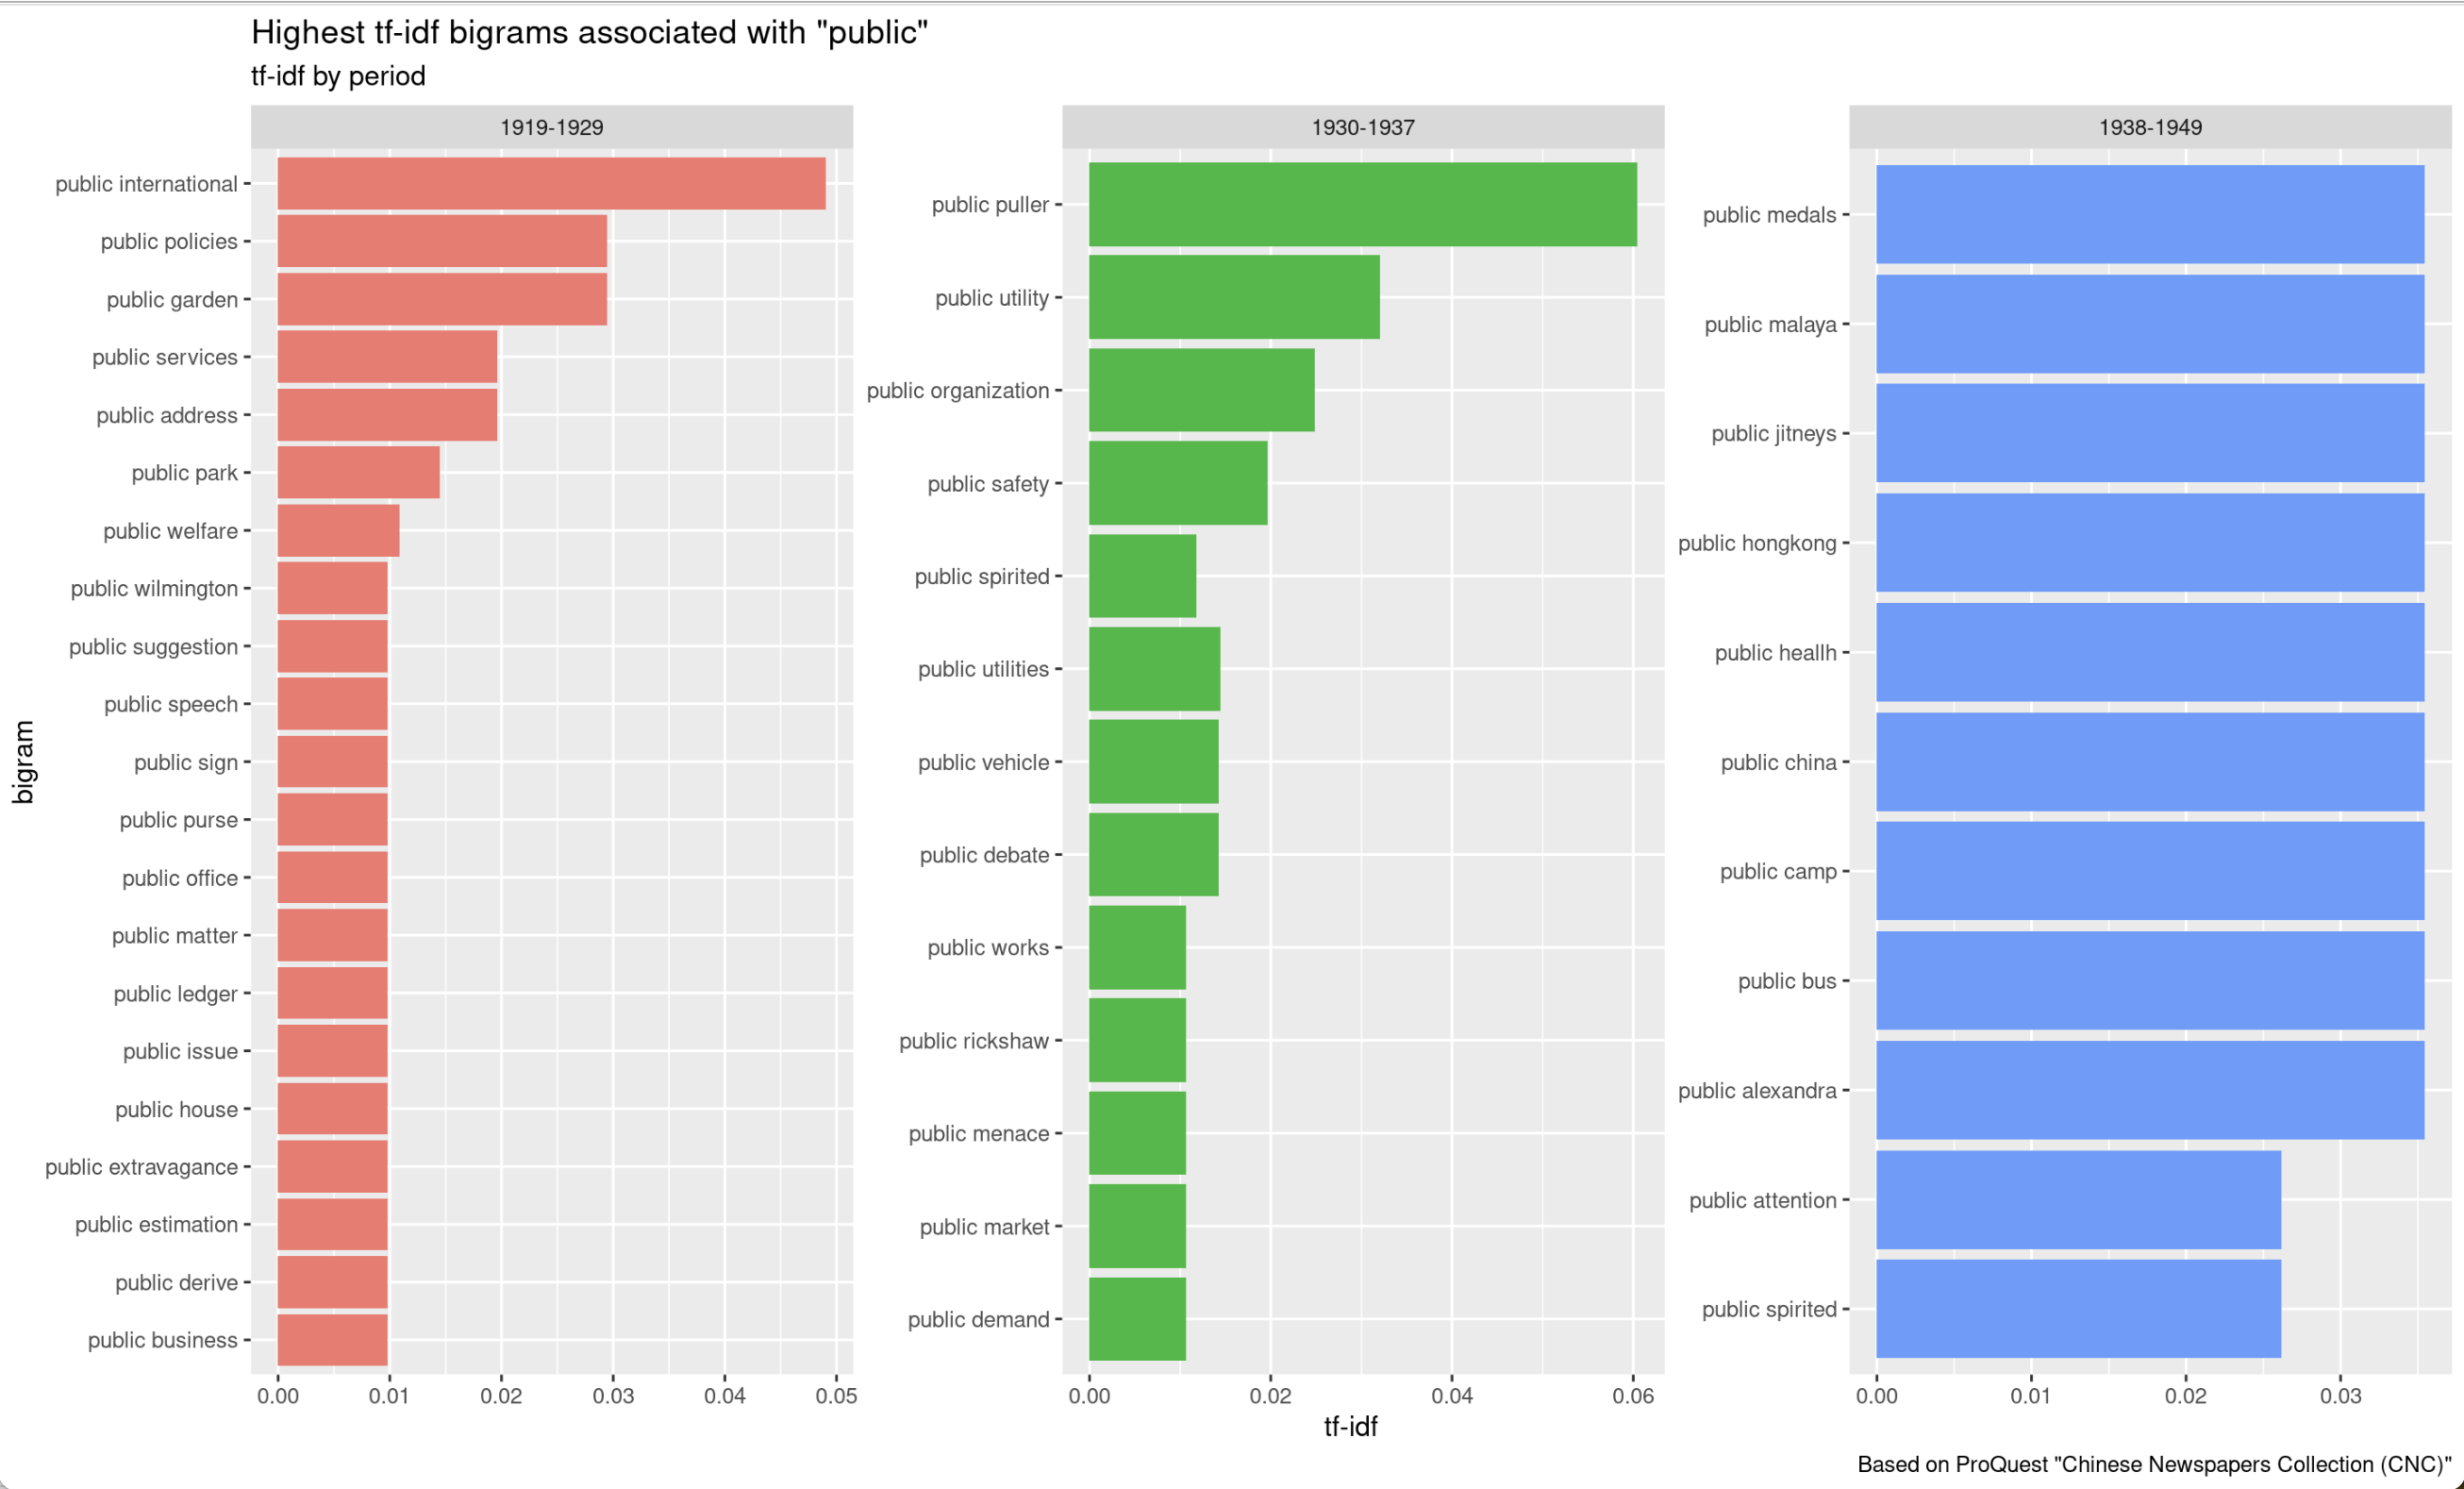 Highest tf-idf bigrams associated with "public"
tf-idf by period
1919-1929
public international
public policies
public garden
public services
public address
public park
public welfare
public wilmington
public suggestion
public speech
public sign
public purse
public office
public matter
public ledger
public issue
public house
public extravagance
public estimation
public derive
public business
0.00 0.01 0.02 0.03 0.04 0.05
1930-1937
public puller
public utility
public organization
public safety
public spirited
public utilities
public vehicle
public debate
public works
public rickshaw
public menace
public market
public demand
0.00 0.02 0.04 0.06
1938-1949
public medals
public malaya
public jitneys
public hongkong
public heallh
public china
public camp
public bus
public alexandra
public attention
public spirited
0.00 0.01 0.02 0.03
bigram
tf-idf
Based on ProQuest "Chinese Newspapers Collection (CNC)"